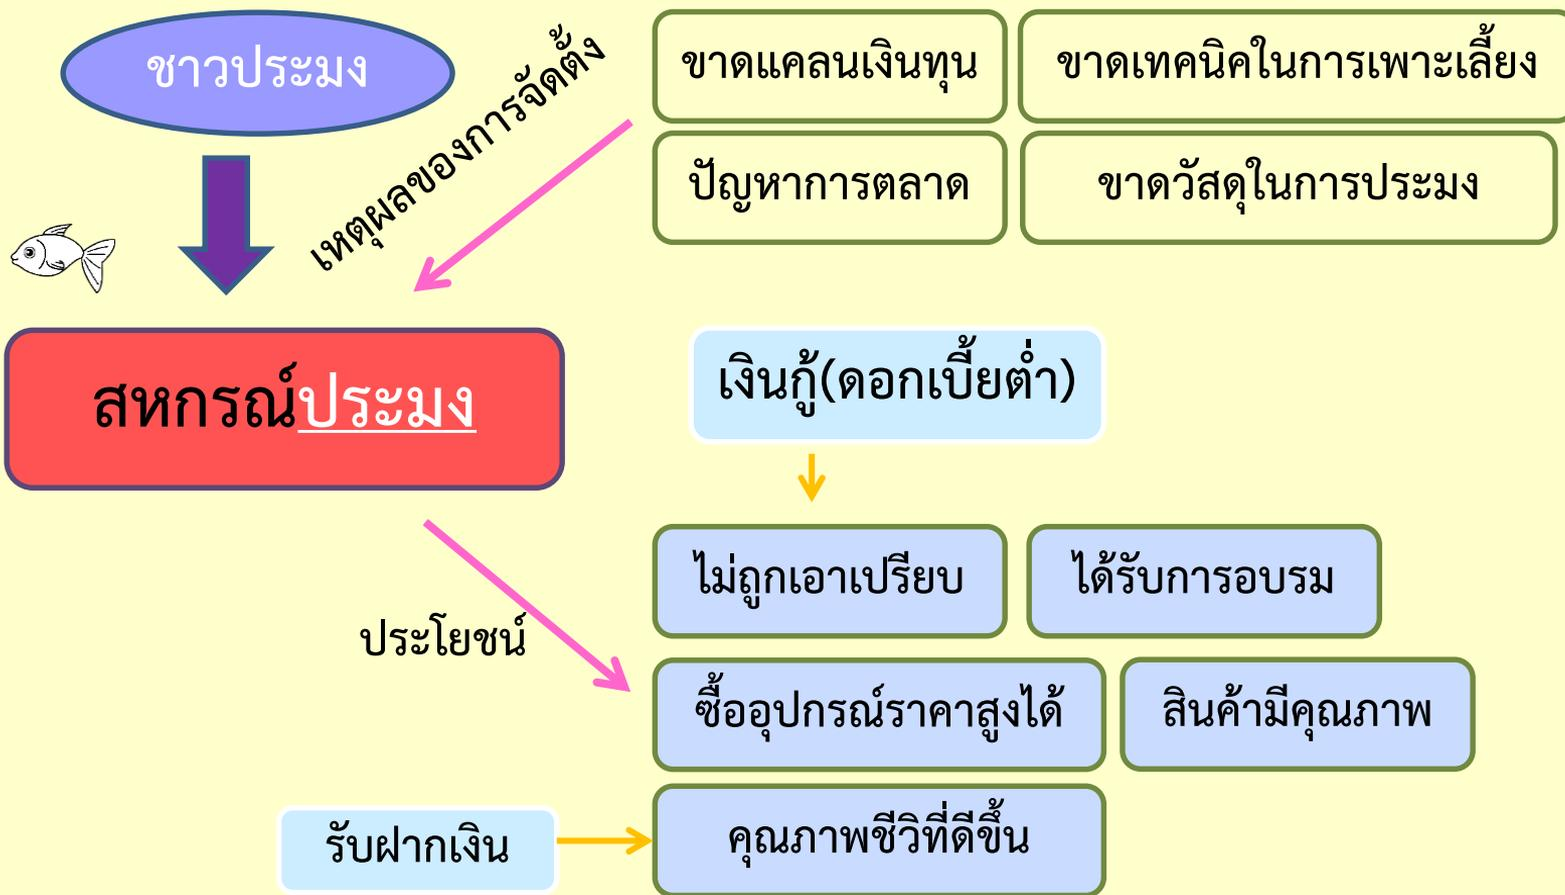 ชาวประมง
เหตุผลของการจัดตั้ง
ขาดแคลนเงินทุน
ขาดเทคนิคในการเพาะเลี้ยง
ปัญหาการตลาด
ขาดวัสดุในการประมง
สหกรณ์ประมง
เงินกู้(ดอกเบี้ยต่ำ)
ไม่ถูกเอาเปรียบ
ได้รับการอบรม
ประโยชน์
ซื้ออุปกรณ์ราคาสูงได้
สินค้ามีคุณภาพ
รับฝากเงิน
คุณภาพชีวิที่ดีขึ้น